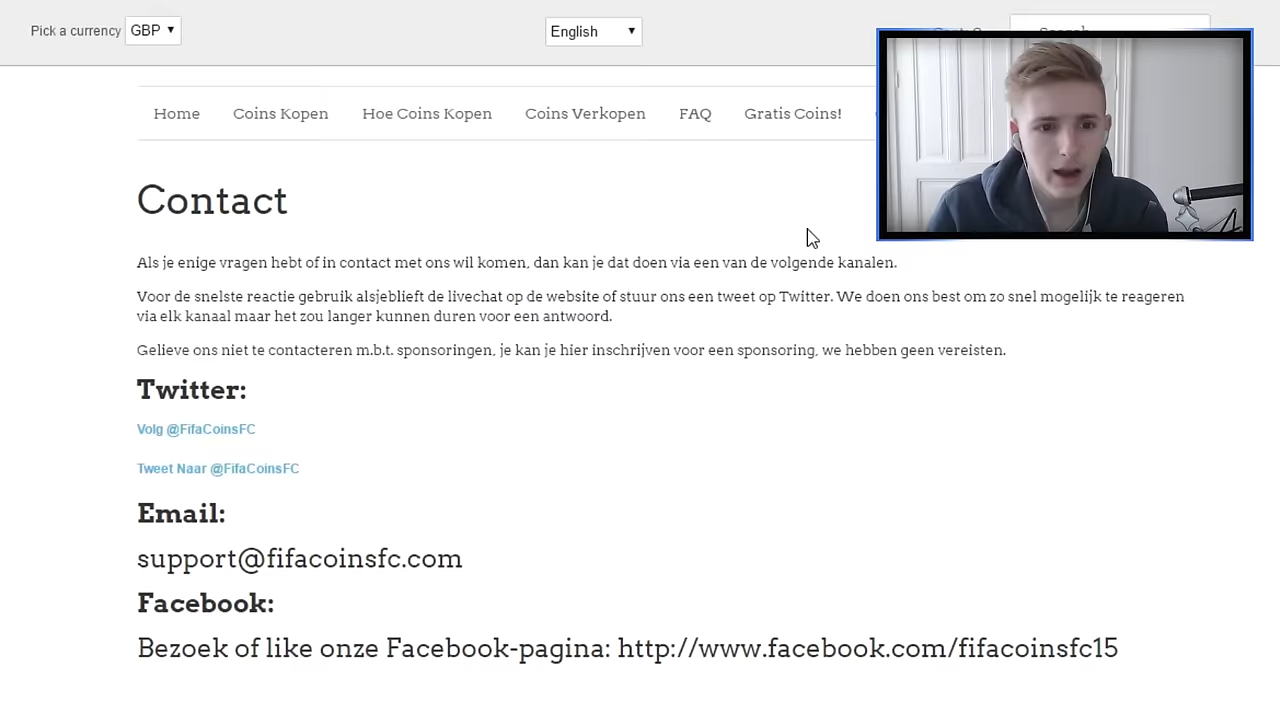 Pick a currency GBP English
Home Coins Kopen Hoe Coins Kopen Coins Verkopen FAQ Gratis Coins!
Contact
Als je enige vragen hebt of in contact met ons wil komen, dan kan je dat doen via een van de volgende kanalen.
Voor de snelste reactie gebruik alsjeblieft de livechat op de website of stuur ons een tweet op Twitter. We doen ons best om zo snel mogelijk te reageren
via elk kanaal maar het zou langer kunnen duren voor een antwoord.
Gelieve ons niet te contacteren m.b.t. sponsoringen, je kan je hier inschrijven voor een sponsoring, we hebben geen vereisten.
Twitter:
Volg @FifaCoinsFC
Tweet Naar @FifaCoinsFC
Email:
support@fifacoinsfc.com
Facebook:
Bezoek of like onze Facebook-pagina: http://www.facebook.com/fifacoinsfc15